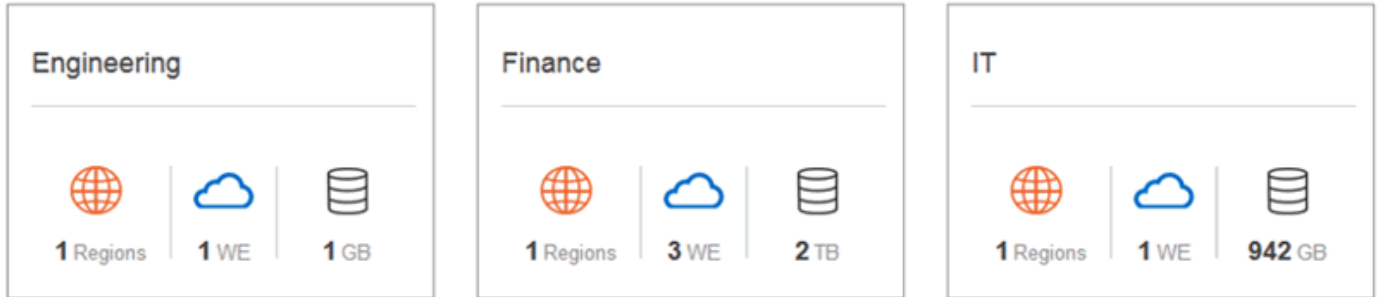 Engineering
1 Regions 1 WE 1 GB
Finance
1 Regions 3 WE 2 TB
IT
1 Regions 1 WE 942 GB